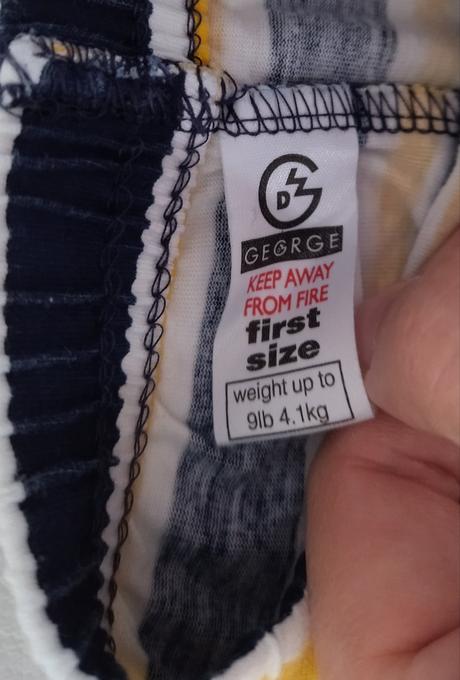 GEORGE
KEEP AWAY
FROM FIRE
first
size
weight up to
9lb 4.1kg